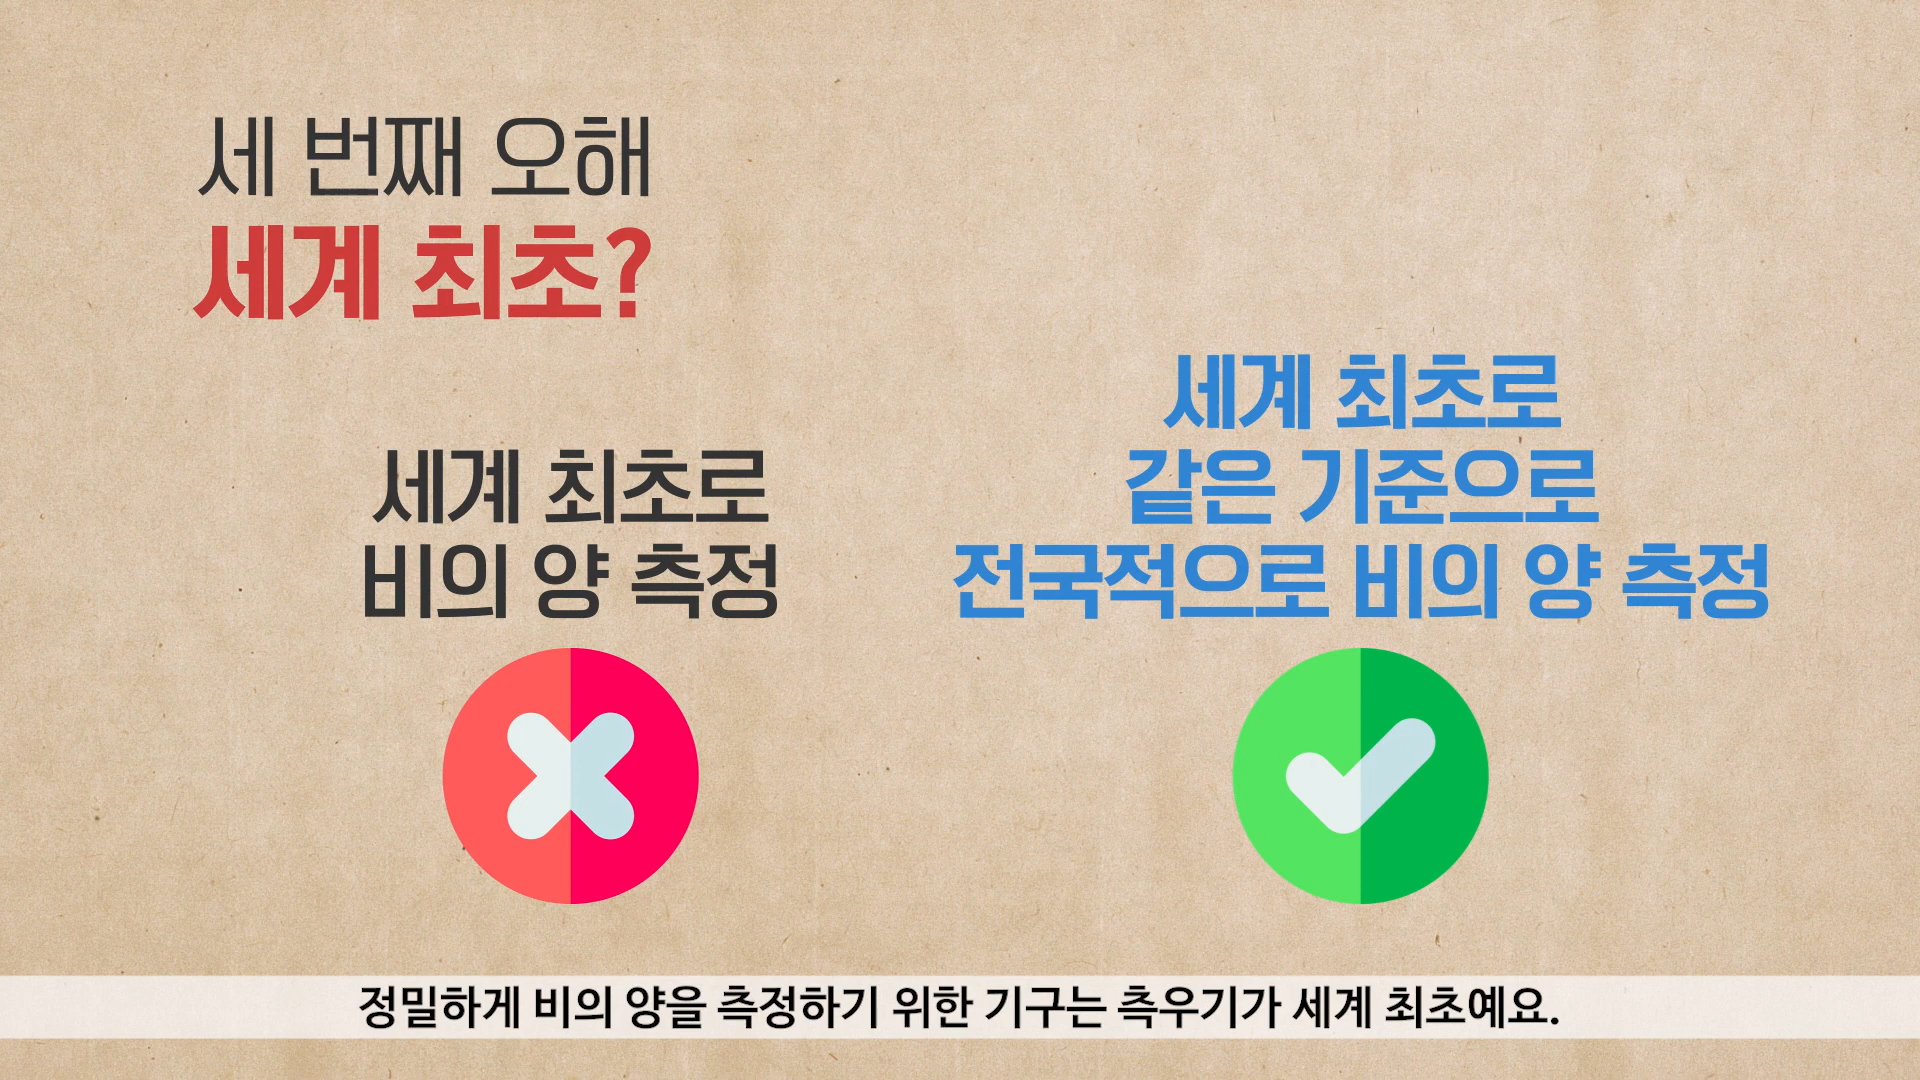 세 번째 오해
세계 최초?
세계 최초로
비의 양 측정
세계 최초로
같은 기준으로
전국적으로 비의 양 측정
정밀하게 비의 양을 측정하기 위한 기구는 측우기가 세계 최초예요.